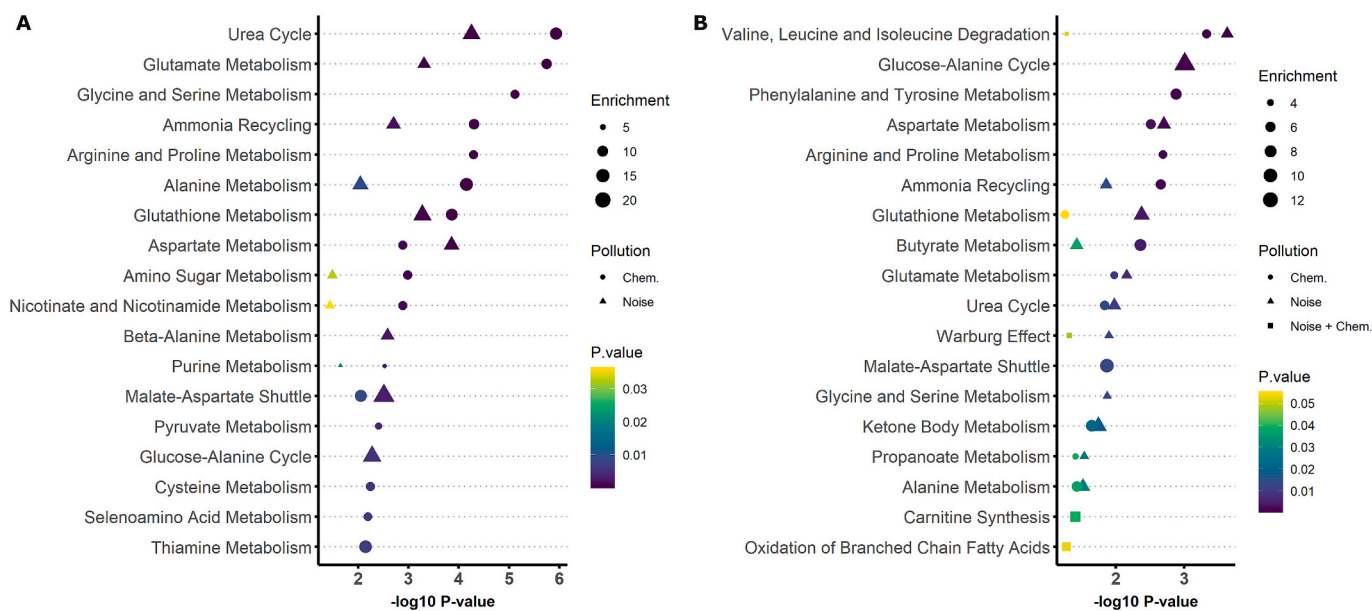 A
Urea Cycle
Glutamate Metabolism
Glycine and Serine Metabolism
Ammonia Recycling
Arginine and Proline Metabolism
Alanine Metabolism
Glutathione Metabolism
Aspartate Metabolism
Amino Sugar Metabolism
Nicotinate and Nicotinamide Metabolism
Beta-Alanine Metabolism
Purine Metabolism
Malate-Aspartate Shuttle
Pyruvate Metabolism
Glucose-Alanine Cycle
Cysteine Metabolism
Selenoamino Acid Metabolism
Thiamine Metabolism
2 3 4 5 6
-log10 P-value
Enrichment
5
10
15
20
Pollution
Chem.
Noise
P.value
0.03
0.02
0.01
B
Valine, Leucine and Isoleucine Degradation
Glucose-Alanine Cycle
Phenylalanine and Tyrosine Metabolism
Aspartate Metabolism
Arginine and Proline Metabolism
Ammonia Recycling
Glutathione Metabolism
Butyrate Metabolism
Glutamate Metabolism
Urea Cycle
Warburg Effect
Malate-Aspartate Shuttle
Glycine and Serine Metabolism
Ketone Body Metabolism
Propanoate Metabolism
Alanine Metabolism
Carnitine Synthesis
Oxidation of Branched Chain Fatty Acids
2 3
-log10 P-value
Enrichment
4
6
8
10
12
Pollution
Chem.
Noise
Noise + Chem.
P.value
0.05
0.04
0.03
0.02
0.01